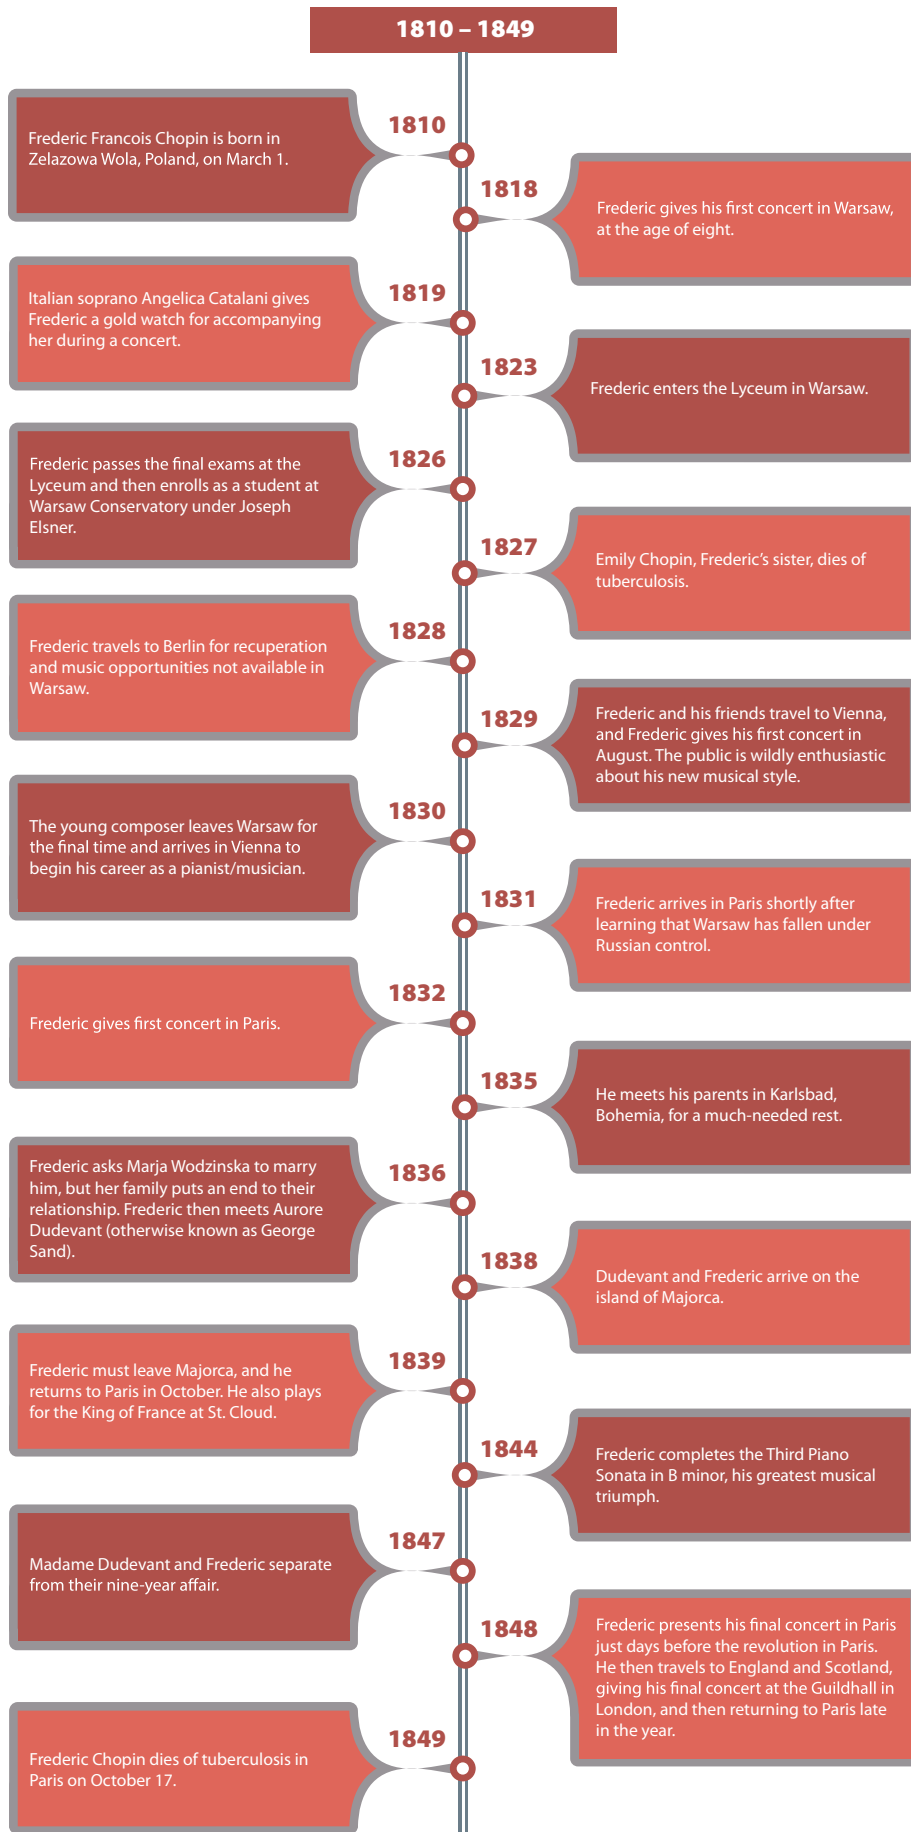 1810 – 1849
1810
Frederic Francois Chopin is born in
Zelazowa Wola, Poland, on March 1.
1818
Frederic gives his first concert in Warsaw,
at the age of eight.
1819
Italian soprano Angelica Catalani gives
Frederic a gold watch for accompanying
her during a concert.
1823
Frederic enters the Lyceum in Warsaw.
1826
Frederic passes the final exams at the
Lyceum and then enrolls as a student at
Warsaw Conservatory under Joseph
Elsner.
1827
Emily Chopin, Frederic’s sister, dies of
tuberculosis.
1828
Frederic travels to Berlin for recuperation
and music opportunities not available in
Warsaw.
1829
Frederic and his friends travel to Vienna,
and Frederic gives his first concert in
August. The public is wildly enthusiastic
about his new musical style.
1830
The young composer leaves Warsaw for
the final time and arrives in Vienna to
begin his career as a pianist/musician.
1831
Frederic arrives in Paris shortly after
learning that Warsaw has fallen under
Russian control.
1832
Frederic gives first concert in Paris.
1835
He meets his parents in Karlsbad,
Bohemia, for a much-needed rest.
1836
Frederic asks Marja Wodzinska to marry
him, but her family puts an end to their
relationship. Frederic then meets Aurore
Dudevant (otherwise known as George
Sand).
1838
Dudevant and Frederic arrive on the
island of Majorca.
1839
Frederic must leave Majorca, and he
returns to Paris in October. He also plays
for the King of France at St. Cloud.
1844
Frederic completes the Third Piano
Sonata in B minor, his greatest musical
triumph.
1847
Madame Dudevant and Frederic separate
from their nine-year affair.
1848
Frederic presents his final concert in Paris
just days before the revolution in Paris.
He then travels to England and Scotland,
giving his final concert at the Guildhall in
London, and then returning to Paris late
in the year.
1849
Frederic Chopin dies of tuberculosis in
Paris on October 17.